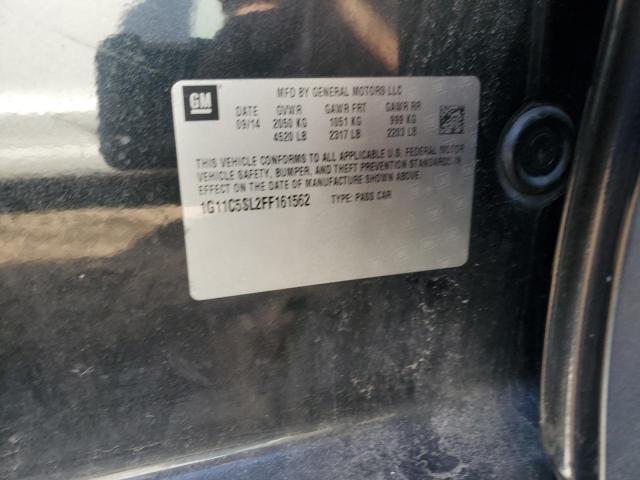 GM
MFD BY GENERAL MOTORS LLC
DATE GVWR GAWR FRT GAWR RR
09/14 2050 KG 1051 KG 999 KG
4520 LB 2317 LB 2203 LB
THIS VEHICLE CONFORMS TO ALL APPLICABLE U.S. FEDERAL MOTOR
VEHICLE SAFETY, BUMPER, AND THEFT PREVENTION STANDARDS IN
EFFECT ON THE DATE OF MANUFACTURE SHOWN ABOVE.
1G11C5SL2FF161562 TYPE: PASS CAR